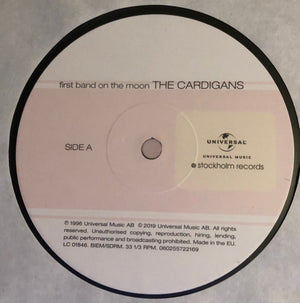 first band on the moon THE CARDIGANS
SIDE A
UNIVERSAL
UNIVERSAL MUSIC
stockholm records
℗ 1996 Universal Music AB © 2019 Universal Music AB. All rights
reserved. Unauthorised copying, reproduction, hiring, lending,
public performance and broadcasting prohibited. Made in the EU.
LC 01846. BIEM/SDRM. 33 1/3 RPM. 060255722169